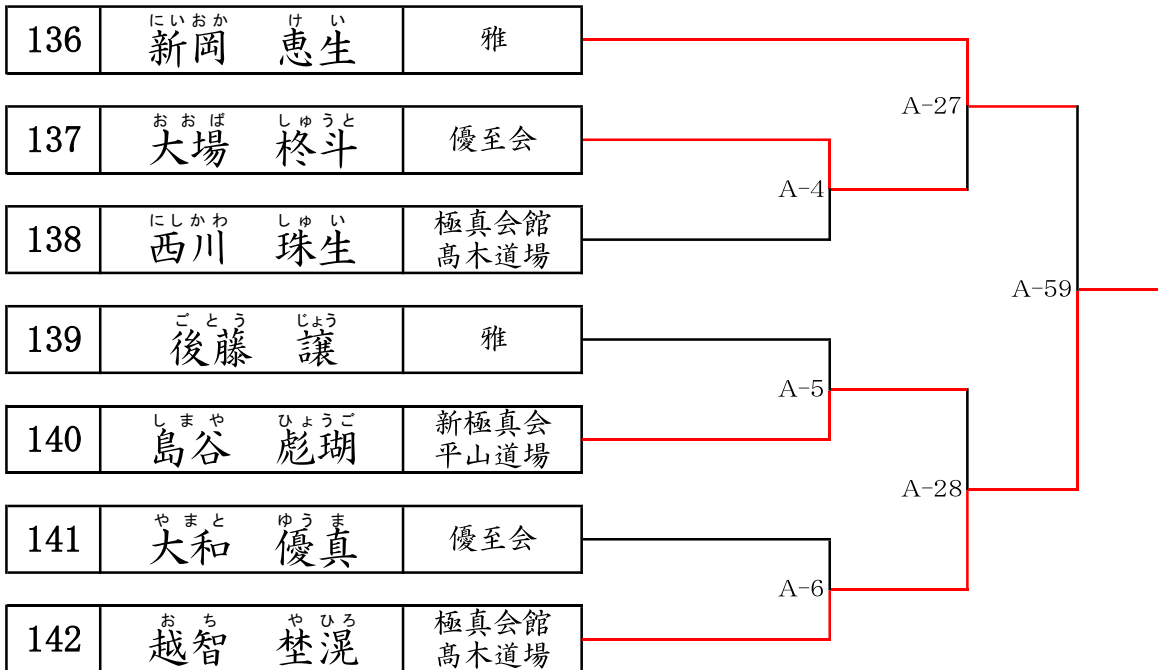 136 にいおか けい 新岡 恵生 雅
137 おおば しゅうと 大場 柊斗 優至会
138 にしかわ しゅい 西川 珠生 極真会館 髙木道場
139 ごとう じょう 後藤 譲 雅
140 しまや ひょうご 島谷 彪瑚 新極真会 平山道場
141 やまと ゆうま 大和 優真 優至会
142 おち やひろ 越智 埜滉 極真会館 髙木道場
A-27
A-4
A-59
A-5
A-28
A-6